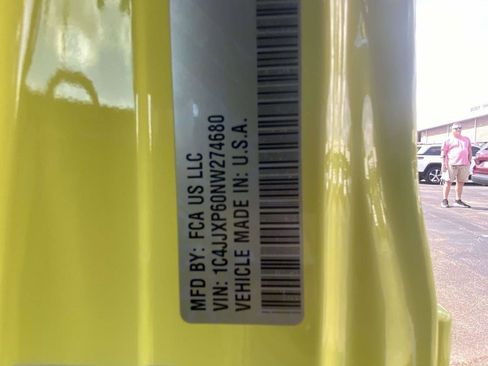 MFD BY: FCA US LLC
VIN: 1C4JJXP60NW274680
VEHICLE MADE IN: U.S.A.